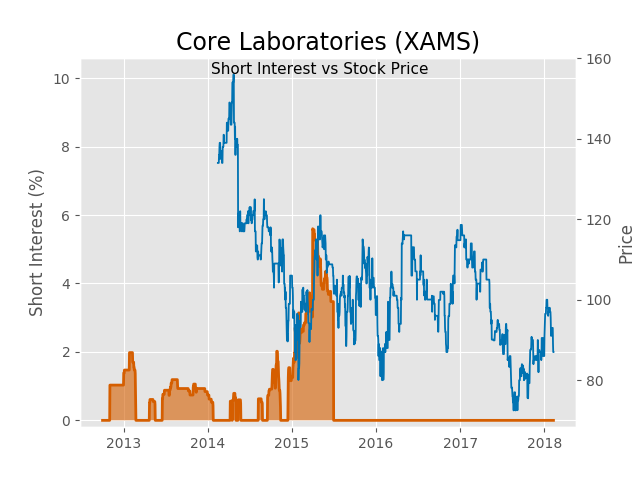 Core Laboratories (XAMS)
Short Interest vs Stock Price
Short Interest (%)
10
8
6
4
2
0
160
140
120
100
80
Price
2013 2014 2015 2016 2017 2018